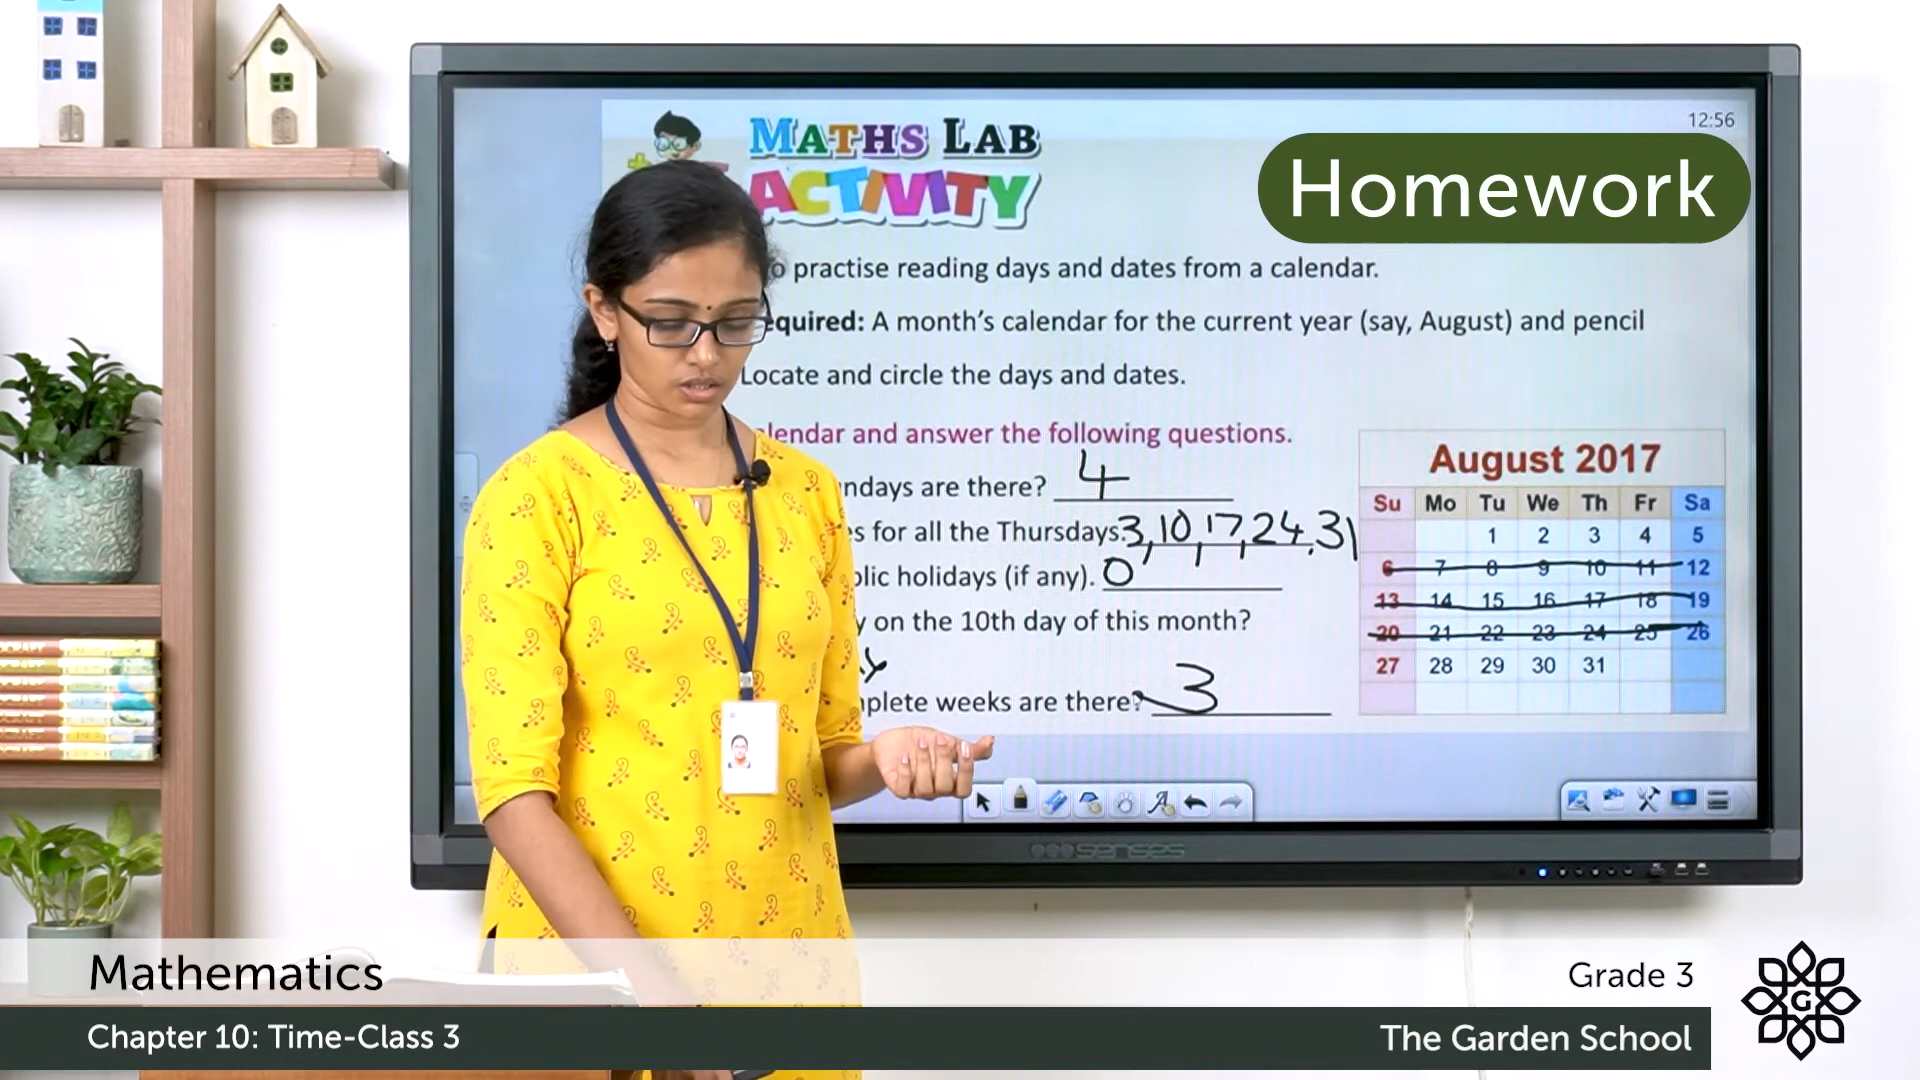 12:56
MATHS LAB
ACTIVITY
Homework
o practise reading days and dates from a calendar.
equired: A month's calendar for the current year (say, August) and pencil
Locate and circle the days and dates.
alendar and answer the following questions.
ndays are there? 4
es for all the Thursdays. 3, 10, 17, 24, 31
blic holidays (if any). 0
y on the 10th day of this month?
ay
mplete weeks are there? 3
August 2017
Su Mo Tu We Th Fr Sa
1 2 3 4 5
6 7 8 9 10 11 12
13 14 15 16 17 18 19
20 21 22 23 24 25 26
27 28 29 30 31
senses
Mathematics
Grade 3
G
Chapter 10: Time-Class 3
The Garden School